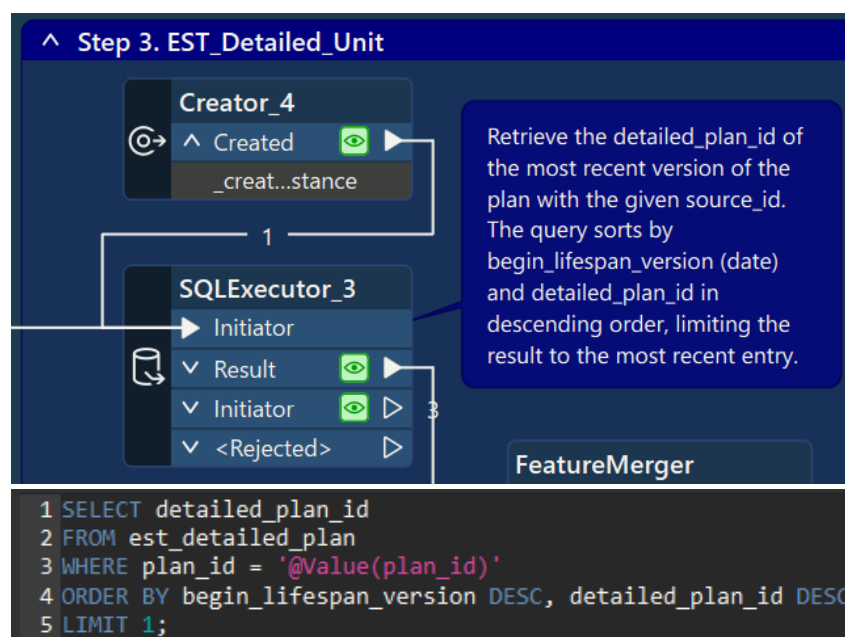 Step 3. EST_Detailed_Unit
Creator_4
Created
_creat...stance
1
SQLExecutor_3
Initiator
Result
Initiator
3
<Rejected>
Retrieve the detailed_plan_id of
the most recent version of the
plan with the given source_id.
The query sorts by
begin_lifespan_version (date)
and detailed_plan_id in
descending order, limiting the
result to the most recent entry.
FeatureMerger
1 SELECT detailed_plan_id
2 FROM est_detailed_plan
3 WHERE plan_id = '@Value(plan_id)'
4 ORDER BY begin_lifespan_version DESC, detailed_plan_id DESC
5 LIMIT 1;